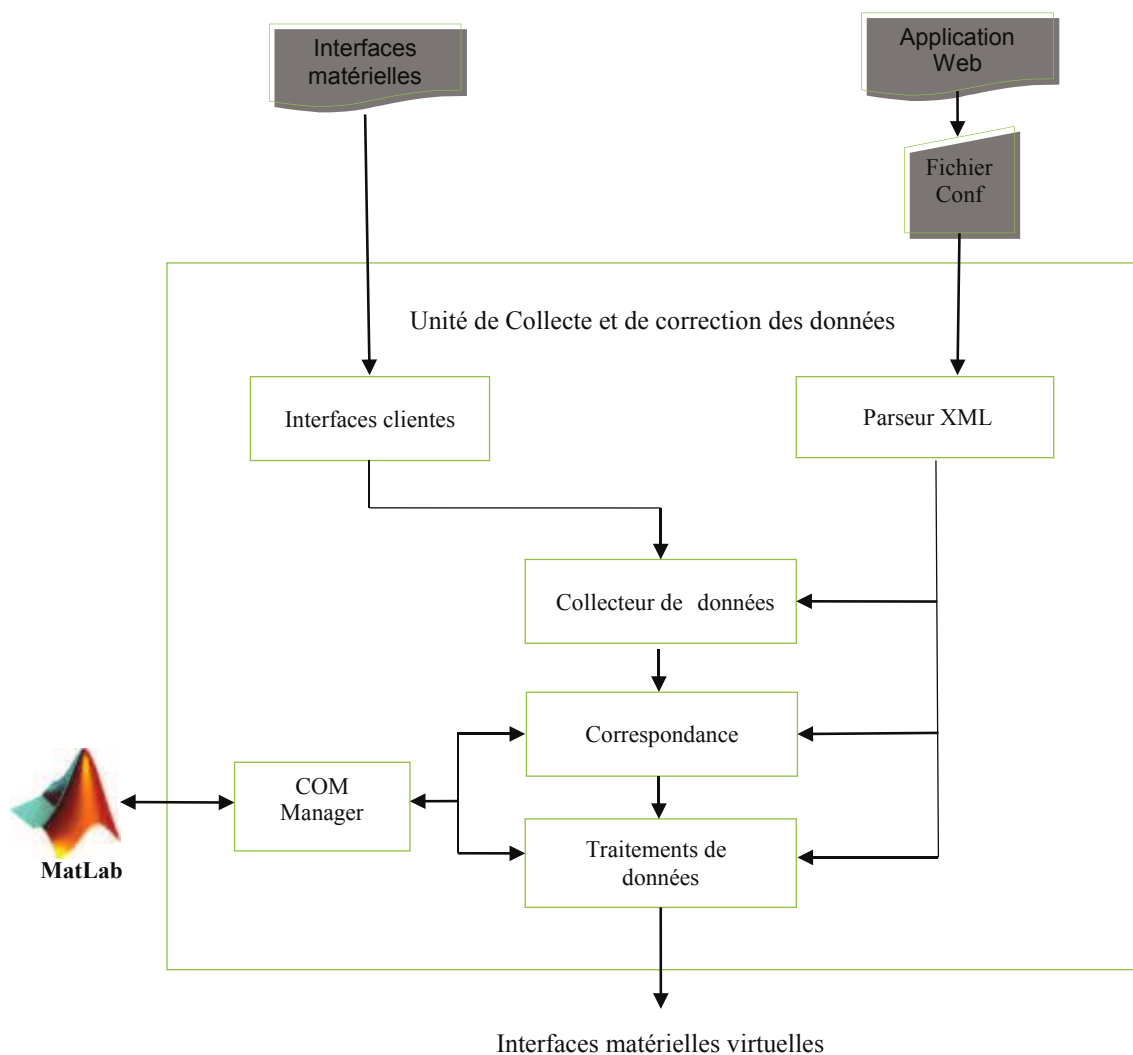 Interfaces
matérielles
Application
Web
Fichier
Conf
Unité de Collecte et de correction des données
Interfaces clientes
Parseur XML
Collecteur de données
Correspondance
COM
Manager
MatLab
Traitements de
données
Interfaces matérielles virtuelles